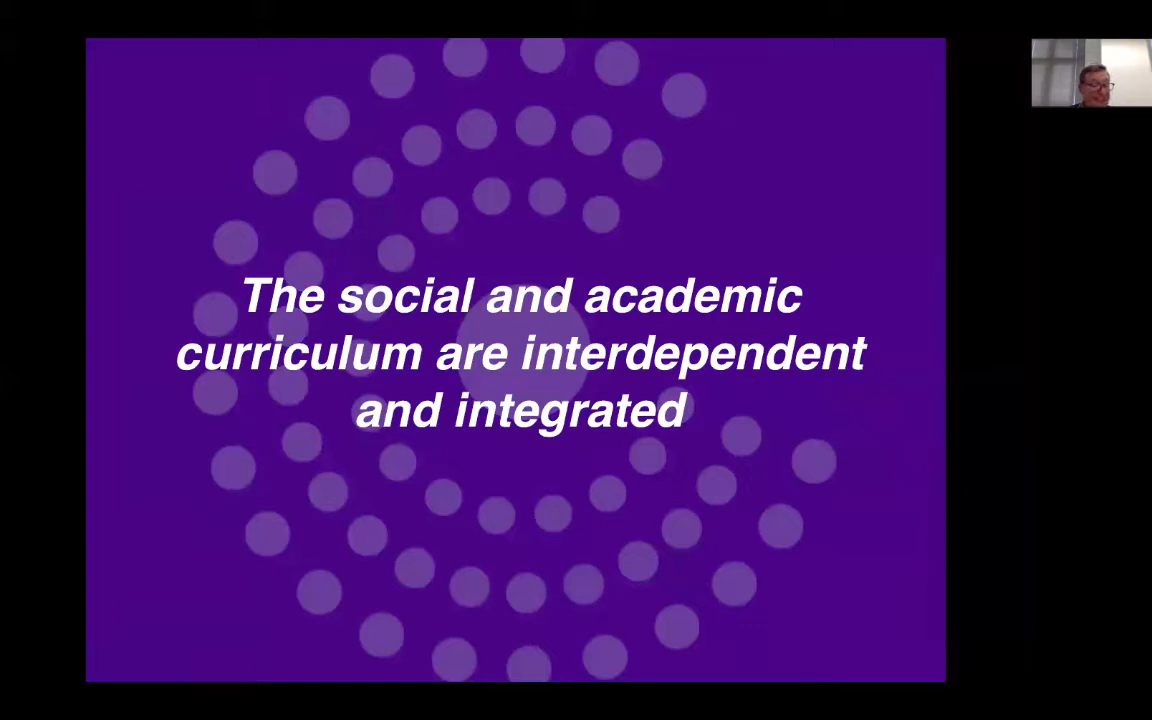 The social and academic
curriculum are interdependent
and integrated